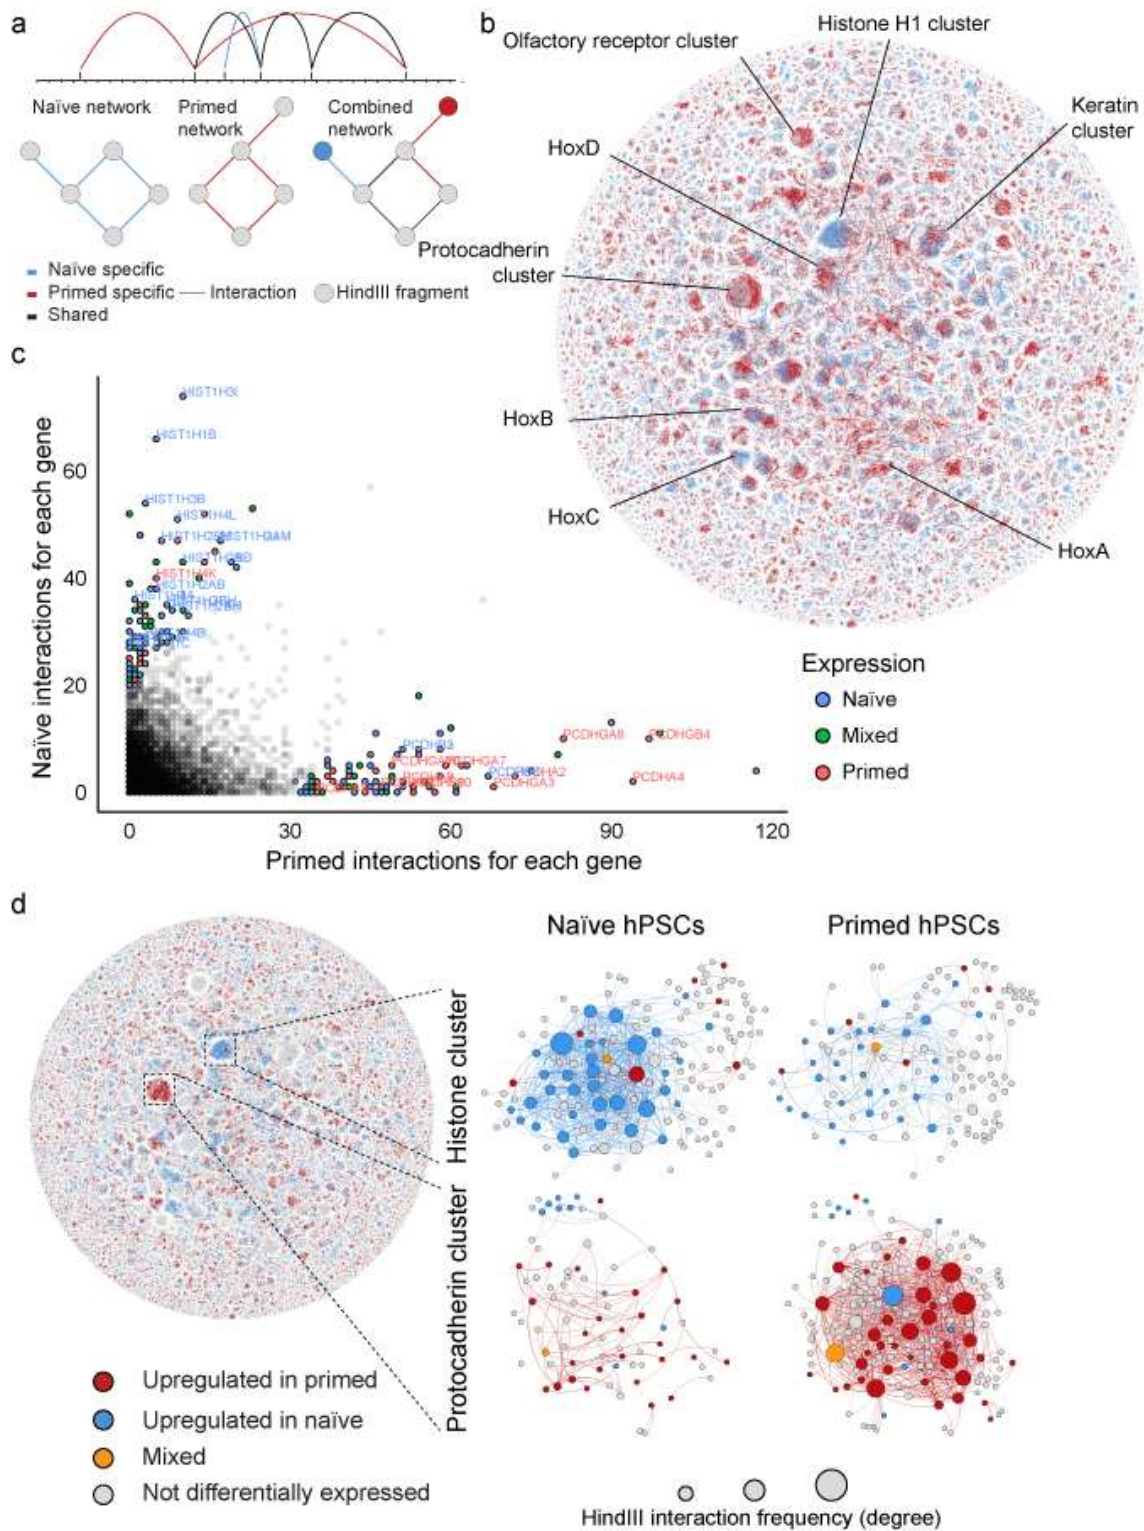 a
Naïve network
Primed
network
Combined
network
Naïve specific
Primed specific
Interaction
HindIII fragment
Shared
b
Histone H1 cluster
Olfactory receptor cluster
Keratin
cluster
HoxD
Protocadherin
cluster
HoxB
HoxC
HoxA
c
Naïve interactions for each gene
60
40
20
0
HIST1H1B
HIST1H3B
HIST1H4L
HIST1H4K
HIST1H2AB
PCDHGA8
PCDHGB4
PCDHA4
PCDHGA3
0
30
60
90
120
Primed interactions for each gene
Expression
Naïve
Mixed
Primed
d
Histone cluster
Protocadherin cluster
Naïve hPSCs
Primed hPSCs
Upregulated in primed
Upregulated in naïve
Mixed
Not differentially expressed
HindIII interaction frequency (degree)